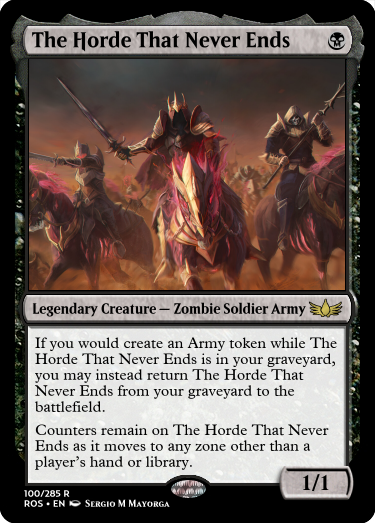 The Horde That Never Ends
Legendary Creature — Zombie Soldier Army
If you would create an Army token while The
Horde That Never Ends is in your graveyard,
you may instead return The Horde That
Never Ends from your graveyard to the
battlefield.
Counters remain on The Horde That Never
Ends as it moves to any zone other than a
player's hand or library.
1/1
100/285 R
ROS • EN Sergio M Mayorga